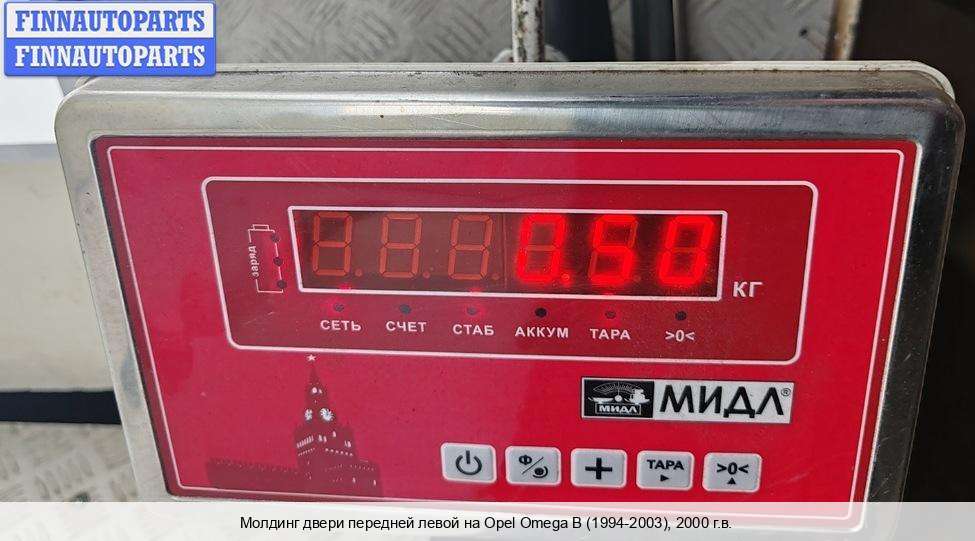 FINNAUTOPARTS
FINNAUTOPARTS
заряд
0.50
КГ
СЕТЬ СЧЕТ СТАБ АККУМ ТАРА >0<
МИДЛ МИДЛ®
Ф ТАРА >0<
Молдинг двери передней левой на Opel Omega B (1994-2003), 2000 г.в.